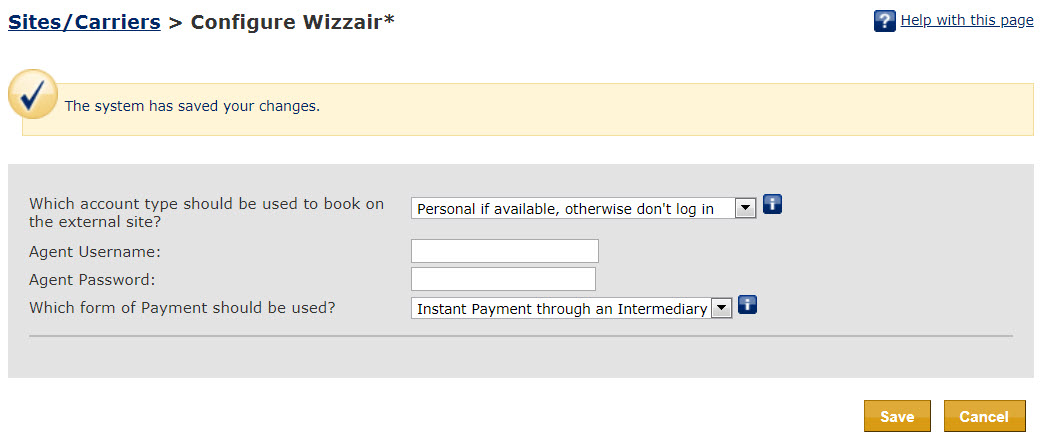 Sites/Carriers > Configure Wizzair*
? Help with this page
The system has saved your changes.
Which account type should be used to book on
the external site?
Personal if available, otherwise don't log in
i
Agent Username:
Agent Password:
Which form of Payment should be used?
Instant Payment through an Intermediary
i
Save
Cancel